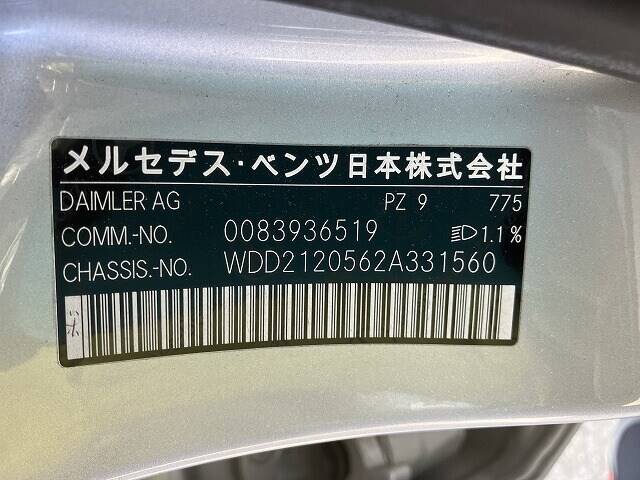 メルセデス・ベンツ日本株式会社
DAIMLER AG PZ 9 775
COMM.-NO. 0083936519 1.1%
CHASSIS.-NO. WDD2120562A331560